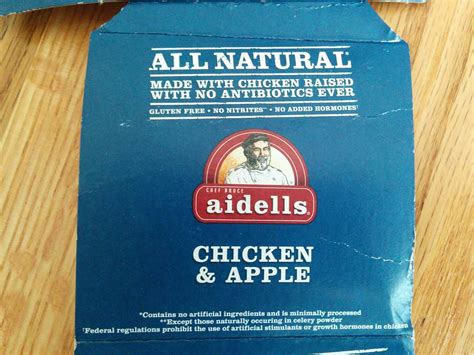 ALL NATURAL*
MADE WITH CHICKEN RAISED
WITH NO ANTIBIOTICS EVER
GLUTEN FREE • NO NITRITES** • NO ADDED HORMONES†
CHEF BRUCE
aidells®
CHICKEN
& APPLE
*Contains no artificial ingredients and is minimally processed
**Except those naturally occuring in celery powder
†Federal regulations prohibit the use of artificial stimulants or growth hormones in chicken